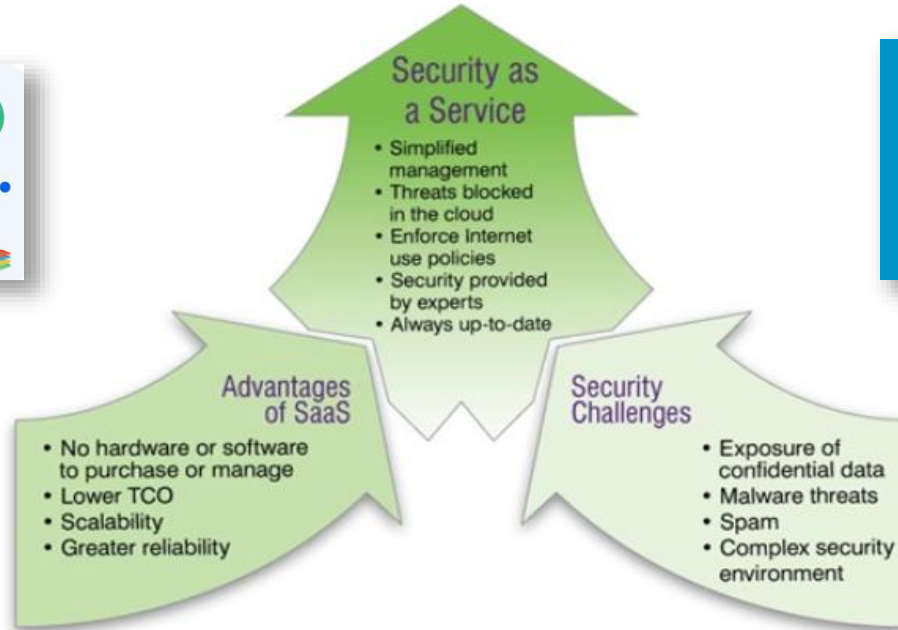 Security as
a Service
• Simplified
management
• Threats blocked
in the cloud
• Enforce Internet
use policies
• Security provided
by experts
• Always up-to-date
Advantages
of SaaS
• No hardware or software
to purchase or manage
• Lower TCO
• Scalability
• Greater reliability
Security
Challenges
• Exposure of
confidential data
• Malware threats
• Spam
• Complex security
environment